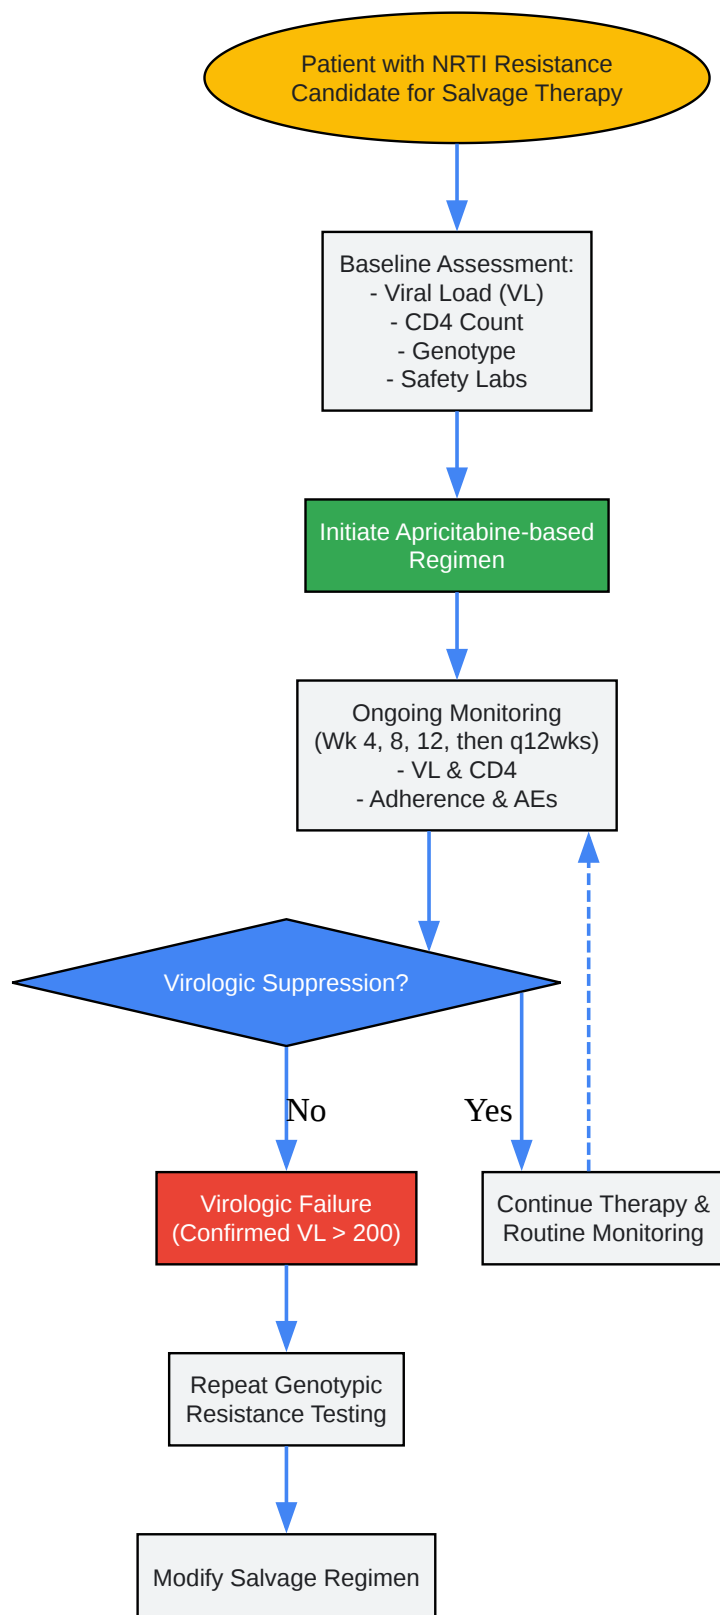 Patient with NRTI Resistance
Candidate for Salvage Therapy
Baseline Assessment:
- Viral Load (VL)
- CD4 Count
- Genotype
- Safety Labs
Initiate Apricitabine-based
Regimen
Ongoing Monitoring
(Wk 4, 8, 12, then q12wks)
- VL & CD4
- Adherence & AEs
Virologic Suppression?
No
Yes
Virologic Failure
(Confirmed VL > 200)
Continue Therapy &
Routine Monitoring
Repeat Genotypic
Resistance Testing
Modify Salvage Regimen